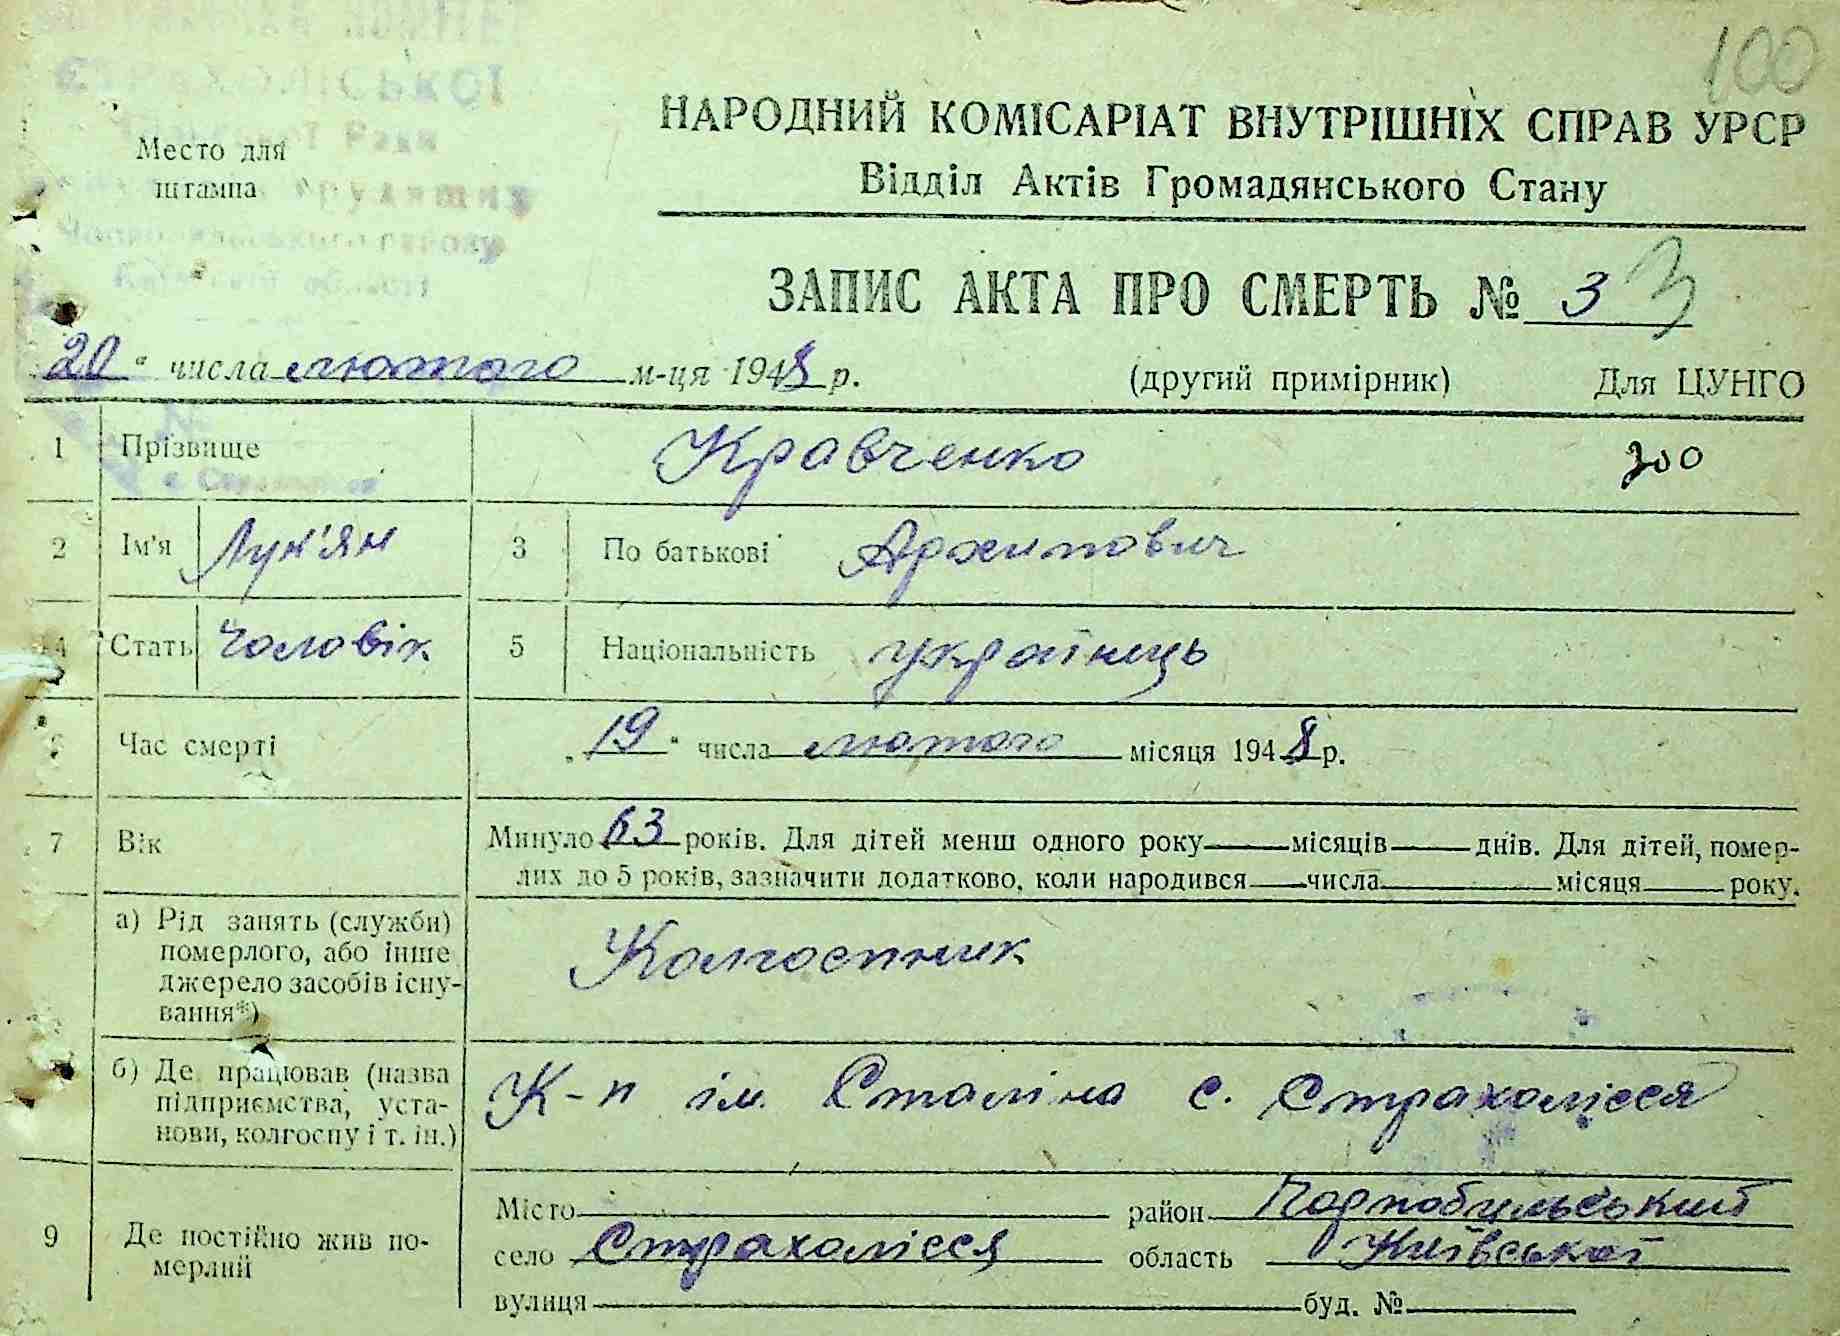 100
КОМІТЕТ
СТРАХОЛІСЬКОЇ
Ради
Место для
штампа
НАРОДНИЙ КОМІСАРІАТ ВНУТРІШНІХ СПРАВ УРСР
Відділ Актів Громадянського Стану
ЗАПИС АКТА ПРО СМЕРТЬ № 3 3
20 " числа лютого м-ця 1948 р. (другий примірник) Для ЦУНГО
1 Прізвище Кравченко 300
2 Ім'я Лук'ян 3 По батькові Архипович
4 Стать Чоловік 5 Національність українець
6 Час смерті „ 19 " числа лютого місяця 1948 р.
7 Вік Минуло 63 років. Для дітей менш одного року місяців днів. Для дітей, помер-
лих до 5 років, зазначити додатково, коли народився числа місяця року.
а) Рід занять (служби)
померлого, або інше
джерело засобів існу-
вання*)
Колгоспник
б) Де працював (назва
підприємства, уста-
нови, колгоспу і т. ін.)
К-п ім. Сталіна с. Страхолісся
9 Де постійно жив по-
мерлий
Місто район Чорнобильський
село Страхолісся область Київської
вулиця буд. №